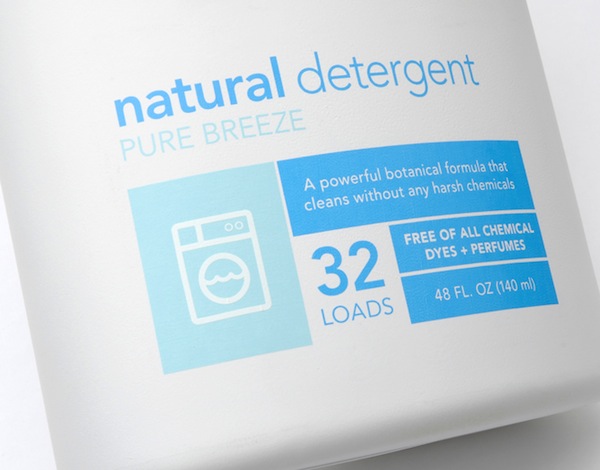 natural detergent
PURE BREEZE
A powerful botanical formula that
cleans without any harsh chemicals
32
LOADS
FREE OF ALL CHEMICAL
DYES + PERFUMES
48 FL. OZ (140 ml)